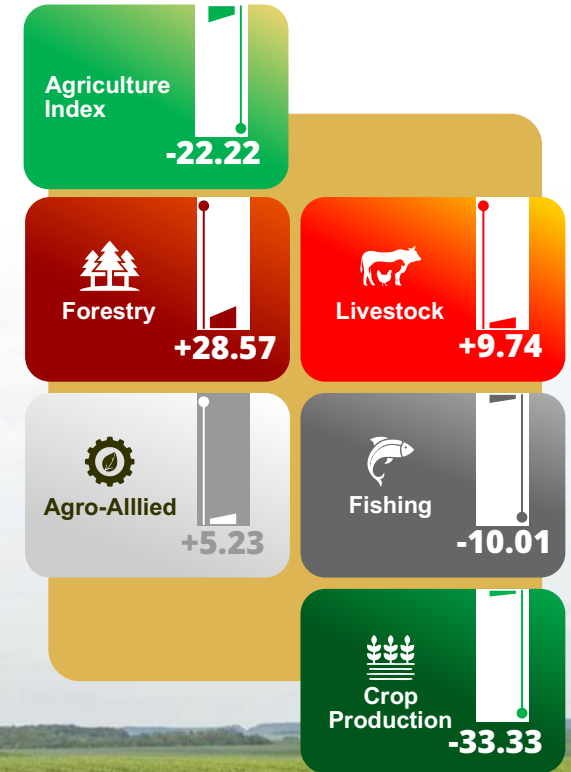 Agriculture
Index
-22.22
Forestry
+28.57
Livestock
+9.74
Agro-Alllied
+5.23
Fishing
-10.01
Crop
Production
-33.33